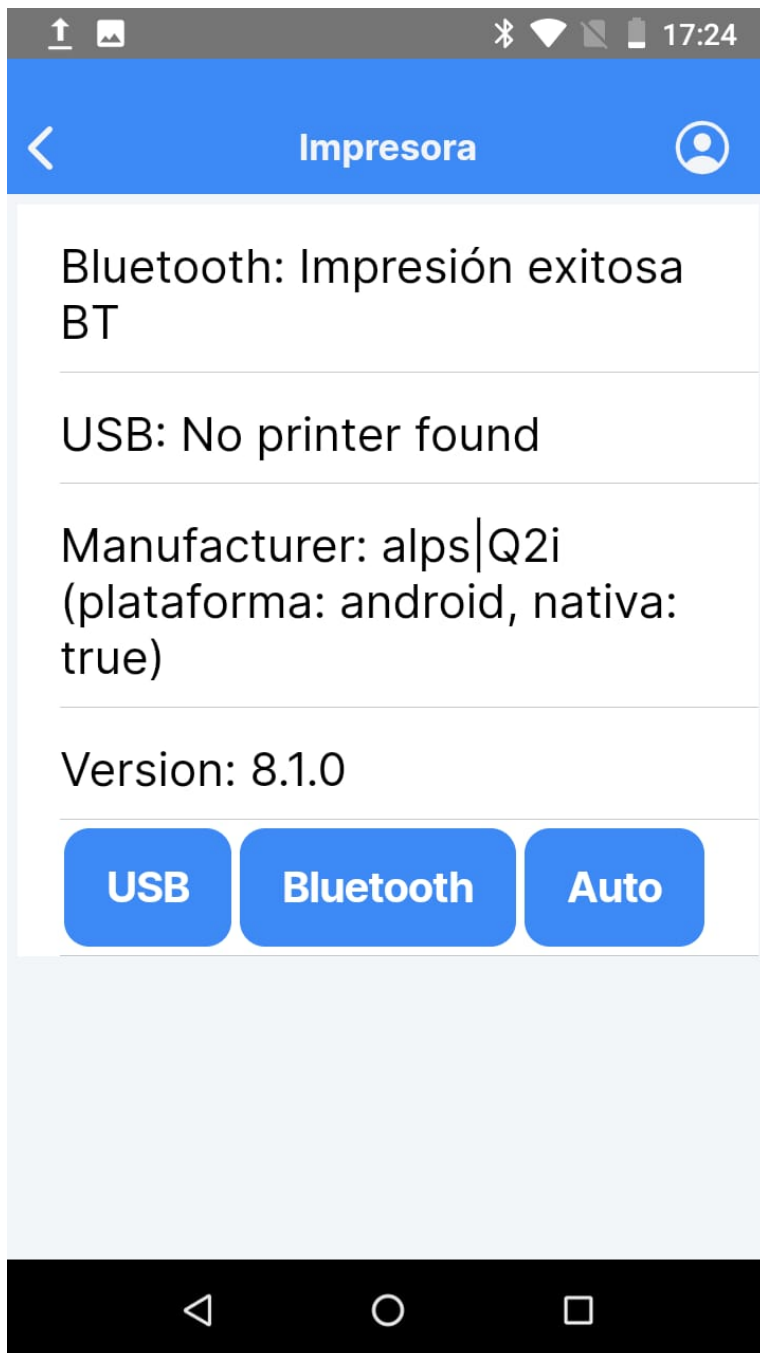 17:24
Impresora
Bluetooth: Impresión exitosa
BT
USB: No printer found
Manufacturer: alps|Q2i
(plataforma: android, nativa:
true)
Version: 8.1.0
USB Bluetooth Auto